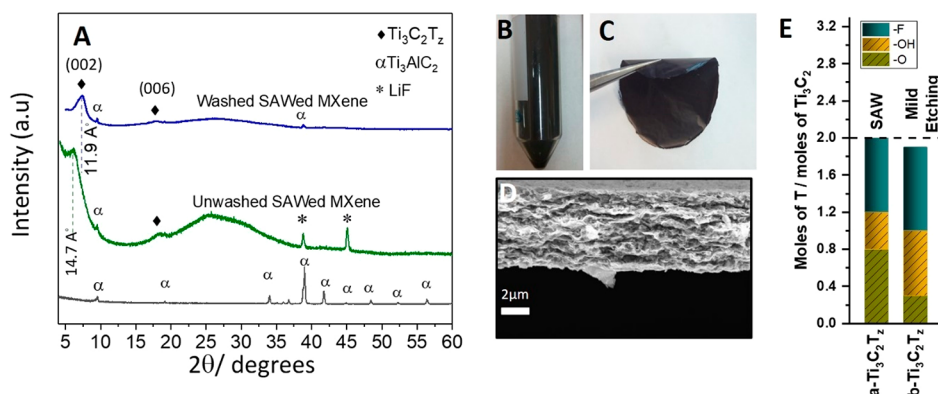 A
♦ Ti₃C₂T𝓏
αTi₃AlC₂
* LiF
(002)
♦
(006)
♦
α
Washed SAWed MXene
α
11.9 A°
14.7 A°
α
♦
Unwashed SAWed MXene
*
*
α
α
α
α
α
α
α
α
α
Intensity (a.u)
5 10 15 20 25 30 35 40 45 50 55 60
2θ/ degrees
B
C
D
2μm
E
-F
-OH
-O
SAW
Mild Etching
Moles of T / moles of Ti₃C₂
3.2
2.8
2.4
2.0
1.6
1.2
0.8
0.4
0.0
a-Ti₃C₂T𝓏
b-Ti₃C₂T𝓏